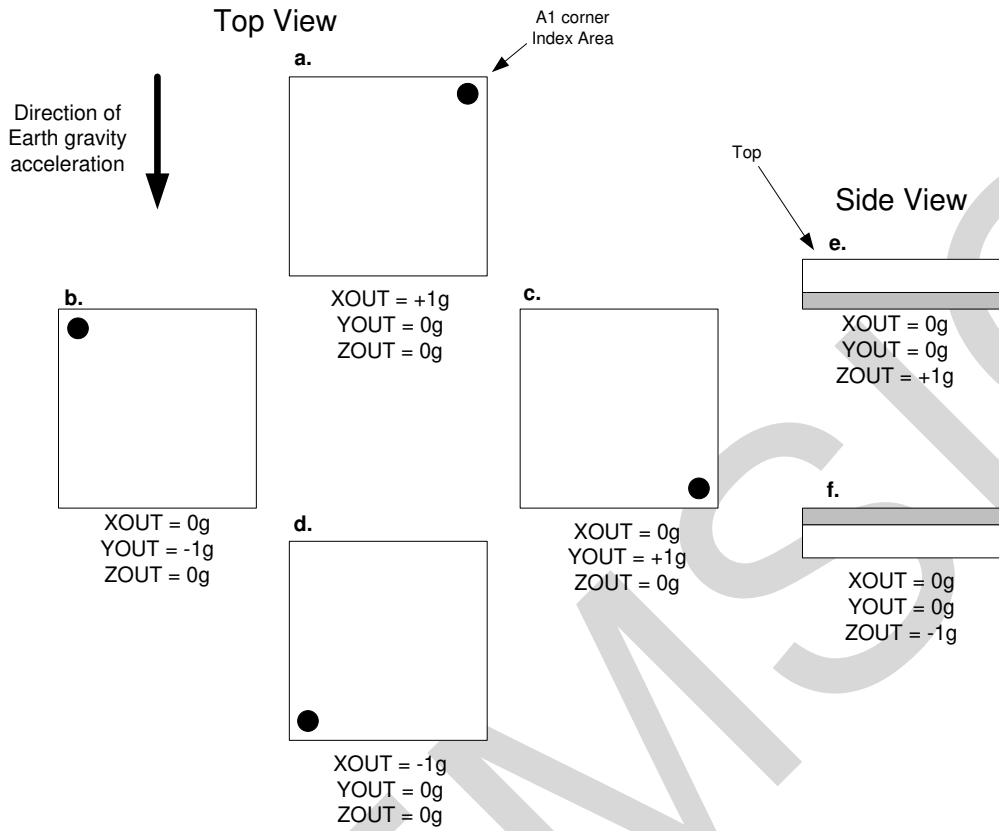 Top View
A1 corner
Index Area
a.
Direction of
Earth gravity
acceleration
XOUT = +1g
YOUT = 0g
ZOUT = 0g
b.
XOUT = 0g
YOUT = -1g
ZOUT = 0g
c.
XOUT = 0g
YOUT = +1g
ZOUT = 0g
d.
XOUT = -1g
YOUT = 0g
ZOUT = 0g
Top
Side View
e.
XOUT = 0g
YOUT = 0g
ZOUT = +1g
f.
XOUT = 0g
YOUT = 0g
ZOUT = -1g